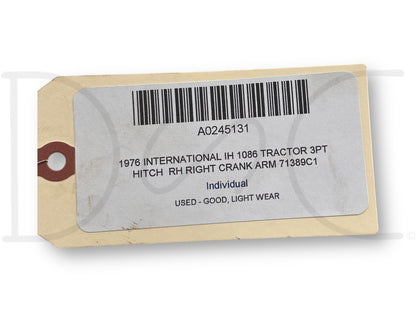 A0245131
1976 INTERNATIONAL IH 1086 TRACTOR 3PT
HITCH RH RIGHT CRANK ARM 71389C1
Individual
USED - GOOD, LIGHT WEAR